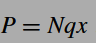 P = Nqx